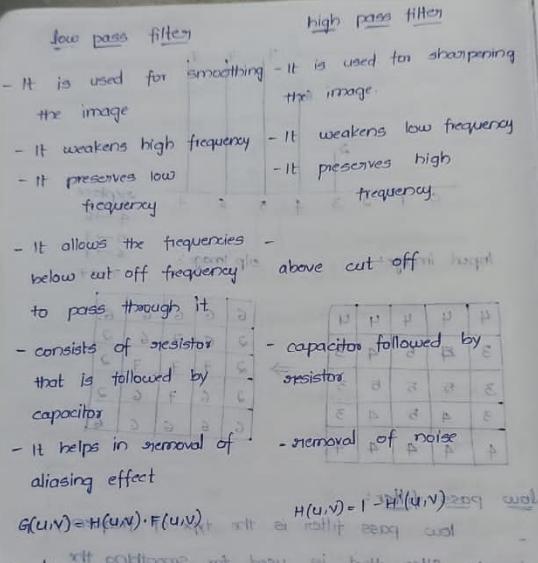 low pass filter
- It is used for smoothing
the image
- It weakens high frequency
- It preserves low
frequency
- It allows the frequencies
below cut off frequency
to pass through it
- consists of resistor
that is followed by
capacitor
- It helps in removal of
aliasing effect
G(u,v) = H(u,v) · F(u,v)
high pass filter
- It is used for sharpening
the image.
- It weakens low frequency
- It preserves high
frequency.
-
above cut off
- capacitor followed by
resistor
- removal of noise
H(u,v) = 1 - H'(u,v)